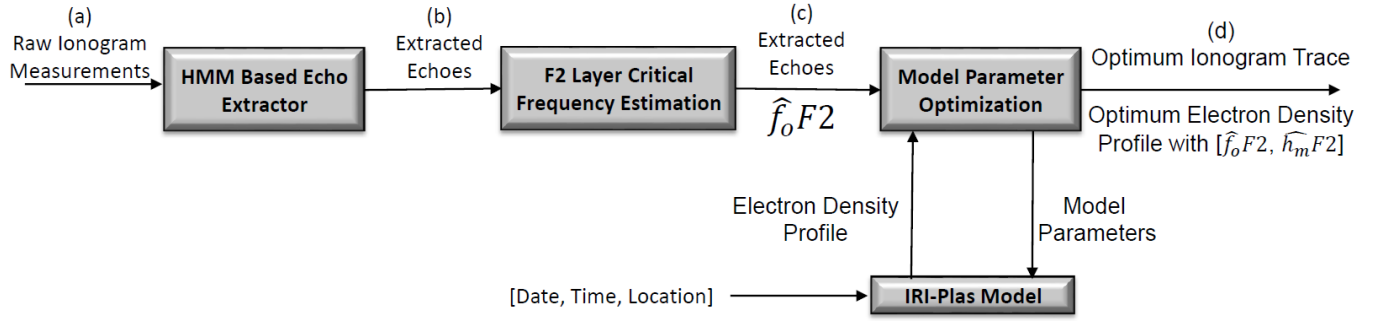 (a)
Raw Ionogram
Measurements
HMM Based Echo
Extractor
(b)
Extracted
Echoes
F2 Layer Critical
Frequency Estimation
(c)
Extracted
Echoes
f̂ₒF2
Model Parameter
Optimization
(d)
Optimum Ionogram Trace
Optimum Electron Density
Profile with [f̂ₒF2, ĥₘF2]
Electron Density
Profile
Model
Parameters
[Date, Time, Location]
IRI-Plas Model